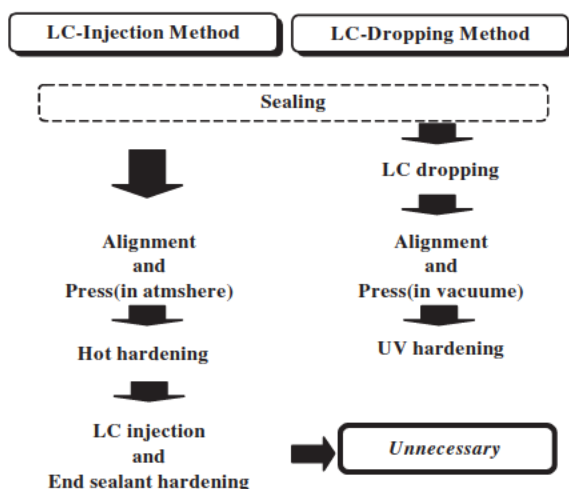 LC-Injection Method
LC-Dropping Method
Sealing
LC dropping
Alignment
and
Press(in atmshere)
Alignment
and
Press(in vacuume)
Hot hardening
UV hardening
LC injection
and
End sealant hardening
Unnecessary